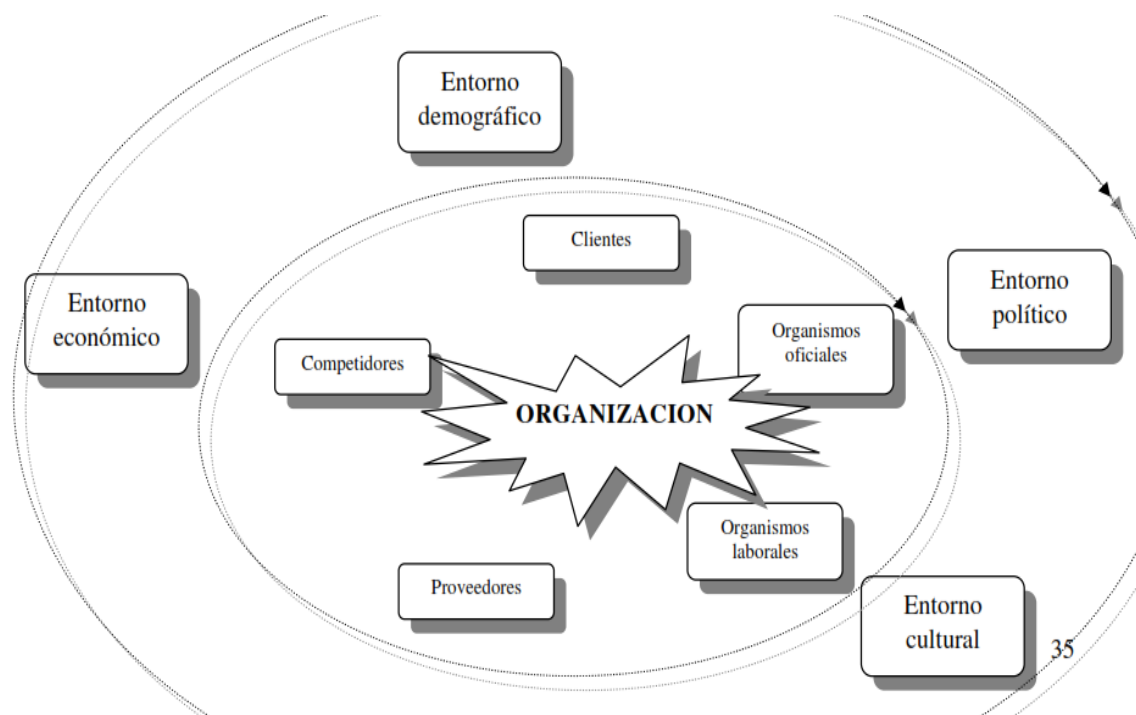 Entorno
demográfico
Clientes
Entorno
económico
Entorno
político
Organismos
oficiales
Competidores
ORGANIZACION
Organismos
laborales
Proveedores
Entorno
cultural
35